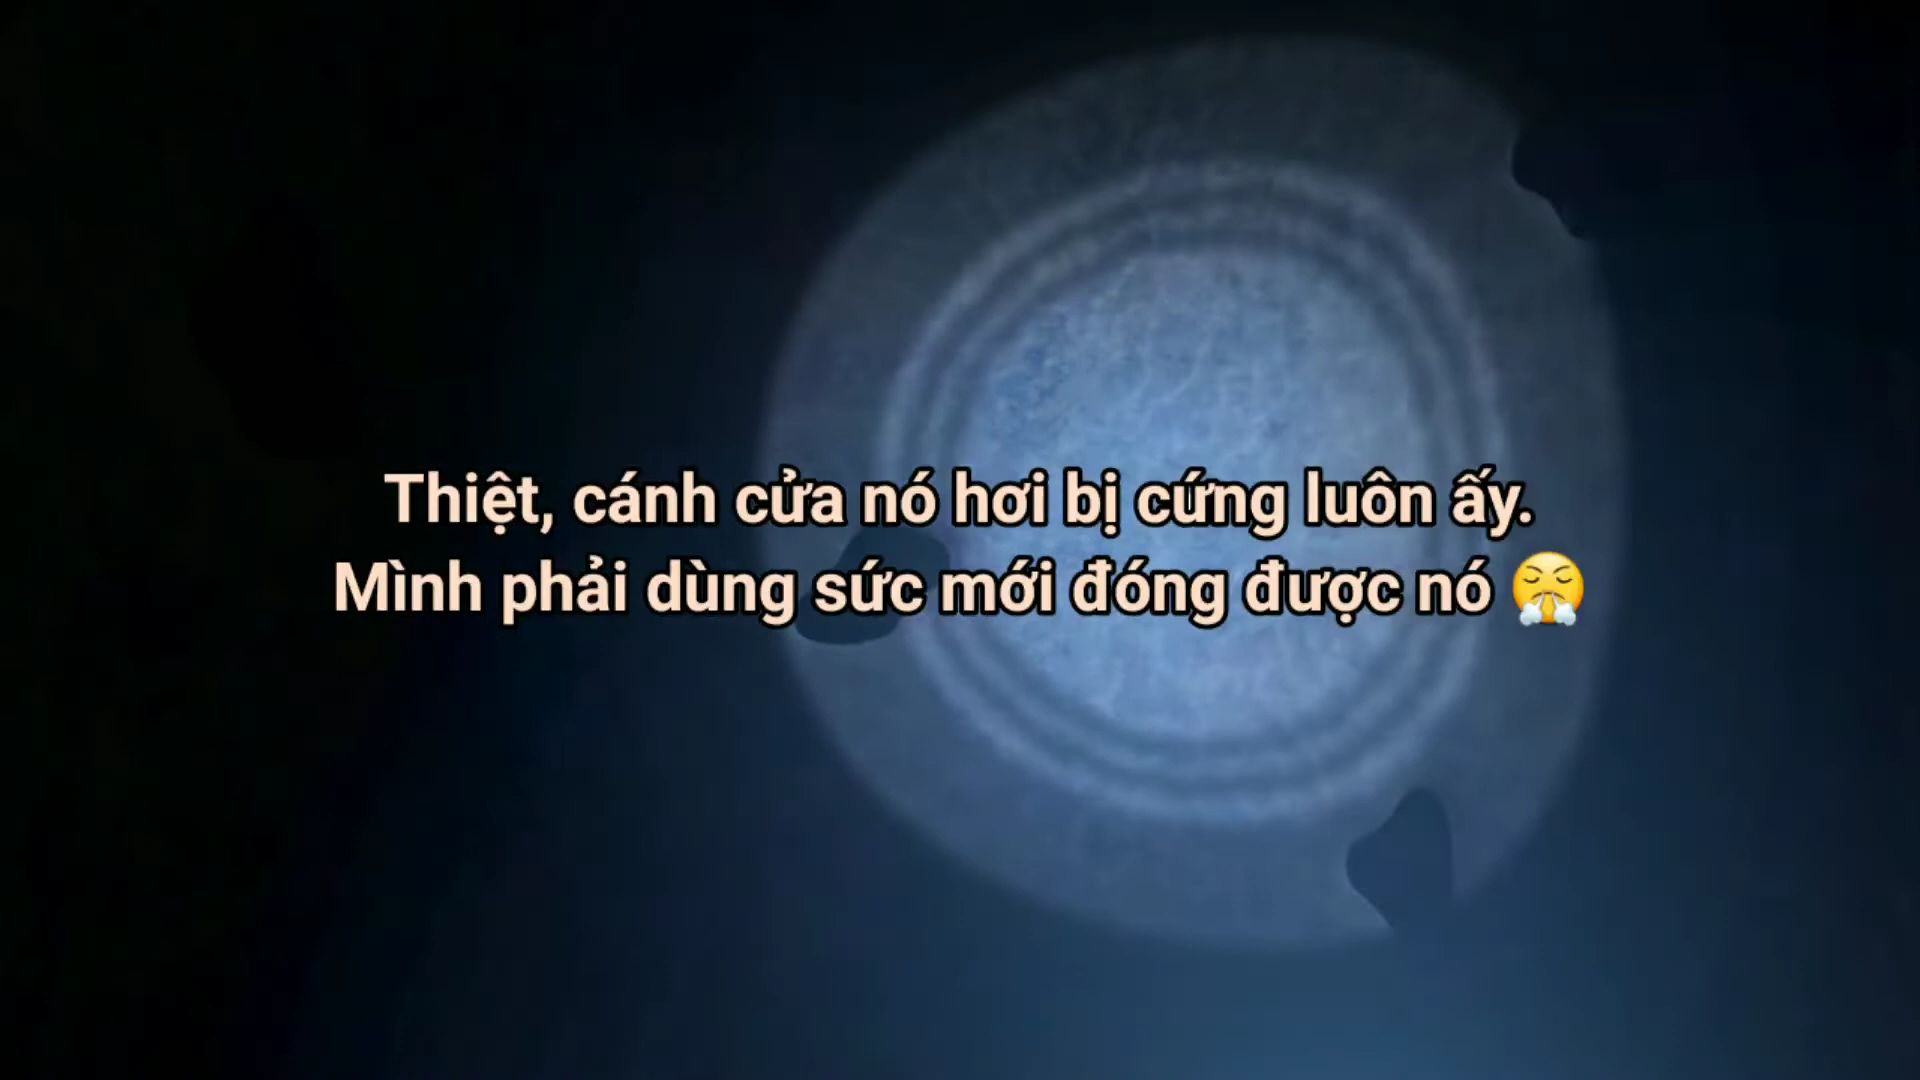 Thiệt, cánh cửa nó hơi bị cứng luôn ấy.
Mình phải dùng sức mới đóng được nó 😤